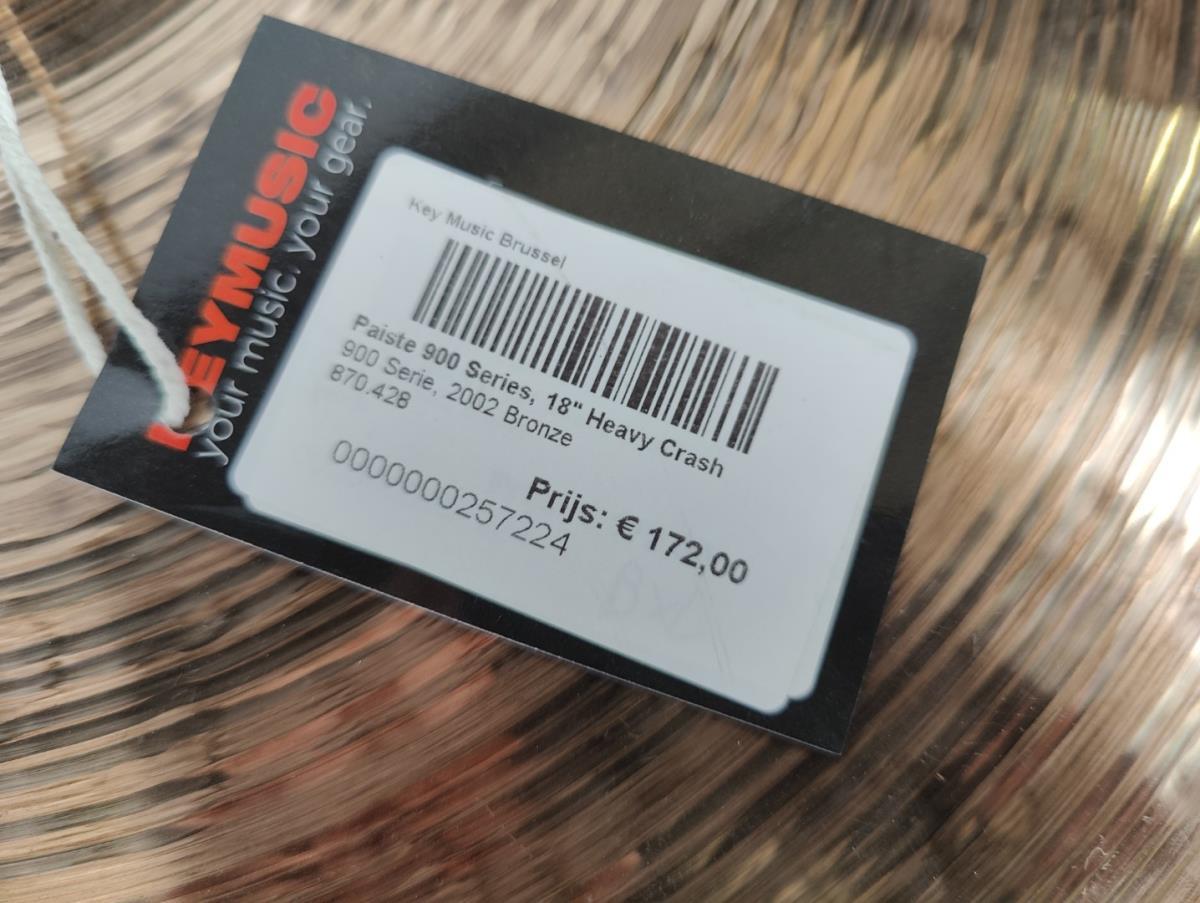 KEYMUSIC
your music. your gear.
Key Music Brussel
Paiste 900 Series, 18" Heavy Crash
900 Serie, 2002 Bronze
870.428
Prijs: € 172,00
0000000257224